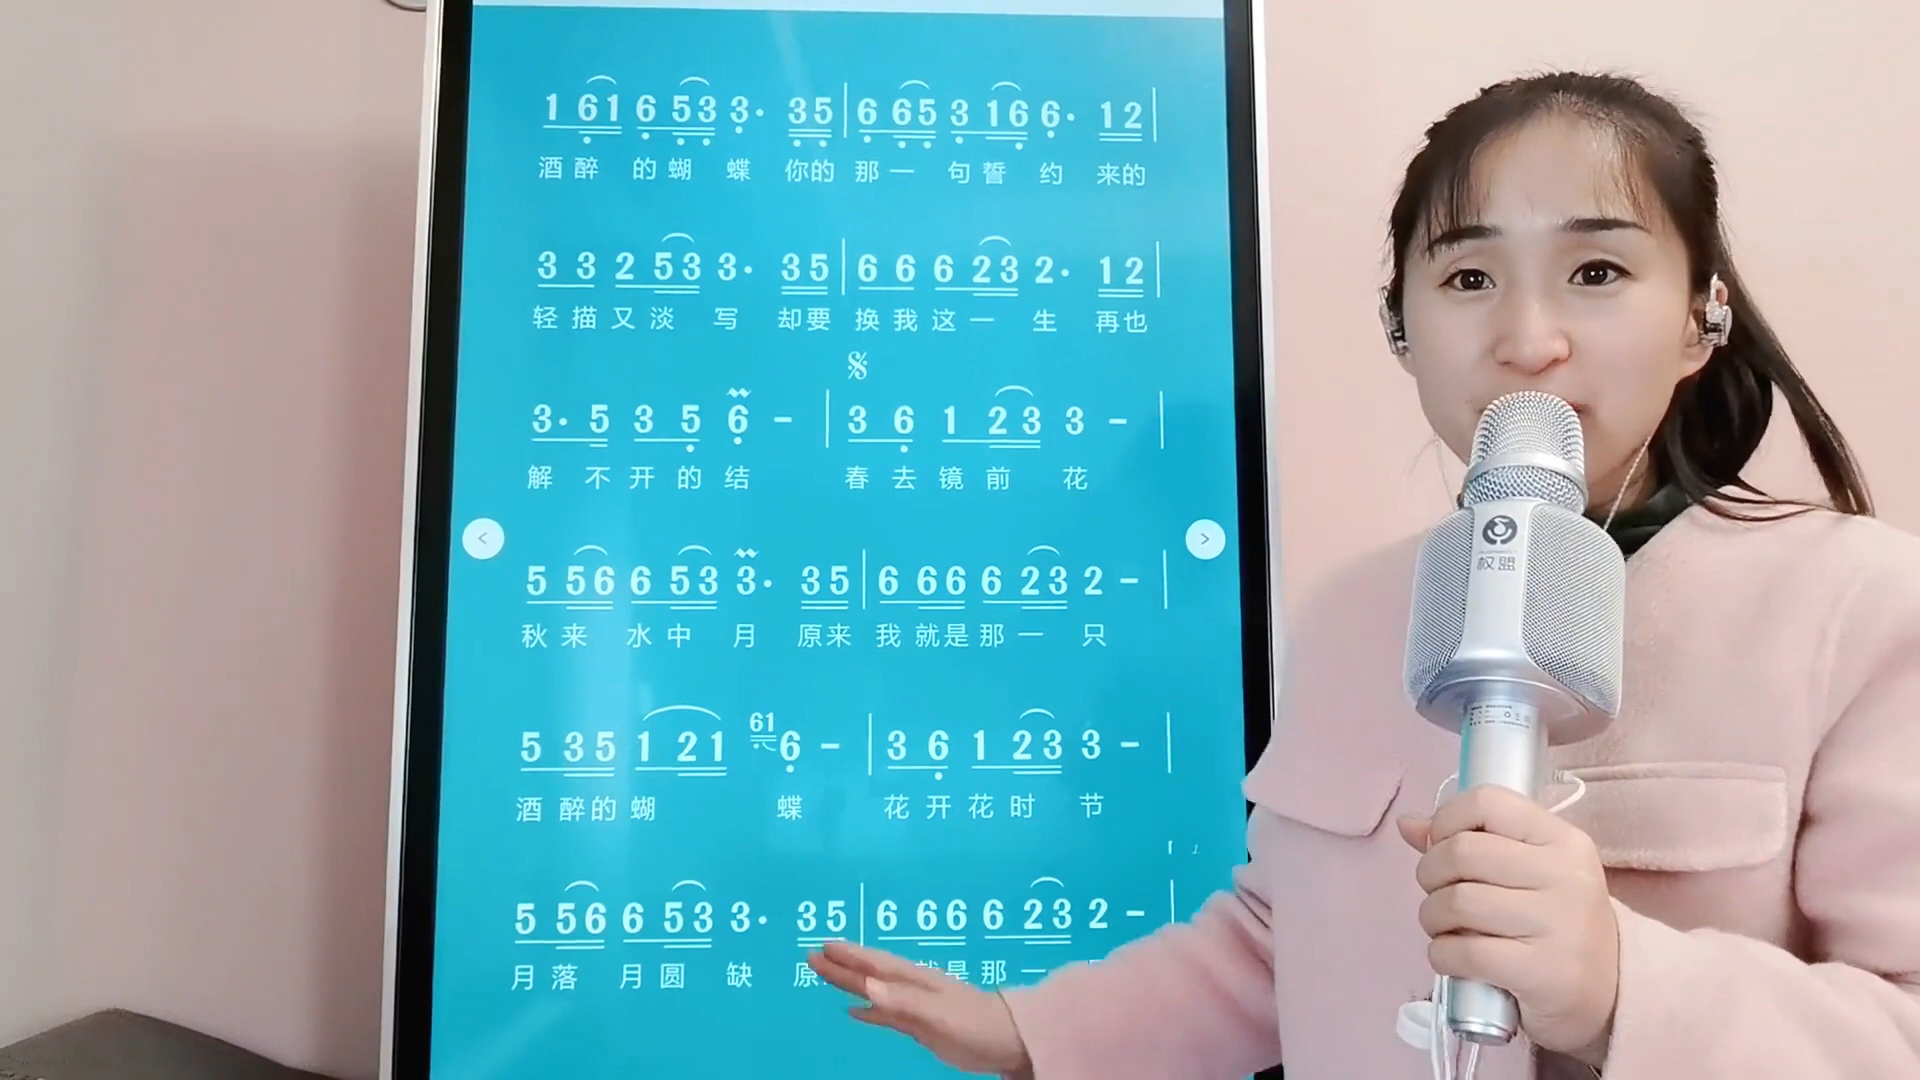 1 61 6 53 3· 35 | 6 65 3 16 6· 12 |
酒醉 的蝴 蝶 你的 那一 句誓 约 来的
3 3 2 53 3· 35 | 6 6 6 23 2· 12 |
轻描又淡 写 却要 换我这一 生 再也
3· 5 3 5 6 - | 3 6 1 23 3 - |
解 不开的结 春去镜前 花
5 56 6 53 3· 35 | 6 66 6 23 2 - |
秋来 水中 月 原来 我就是那一 只
5 35 1 21 61 6 - | 3 6 1 23 3 - |
酒醉的蝴 蝶 花开花时 节
5 56 6 53 3· 35 | 6 66 6 23 2 - |
月落 月圆 缺 原 就是那一
权盟